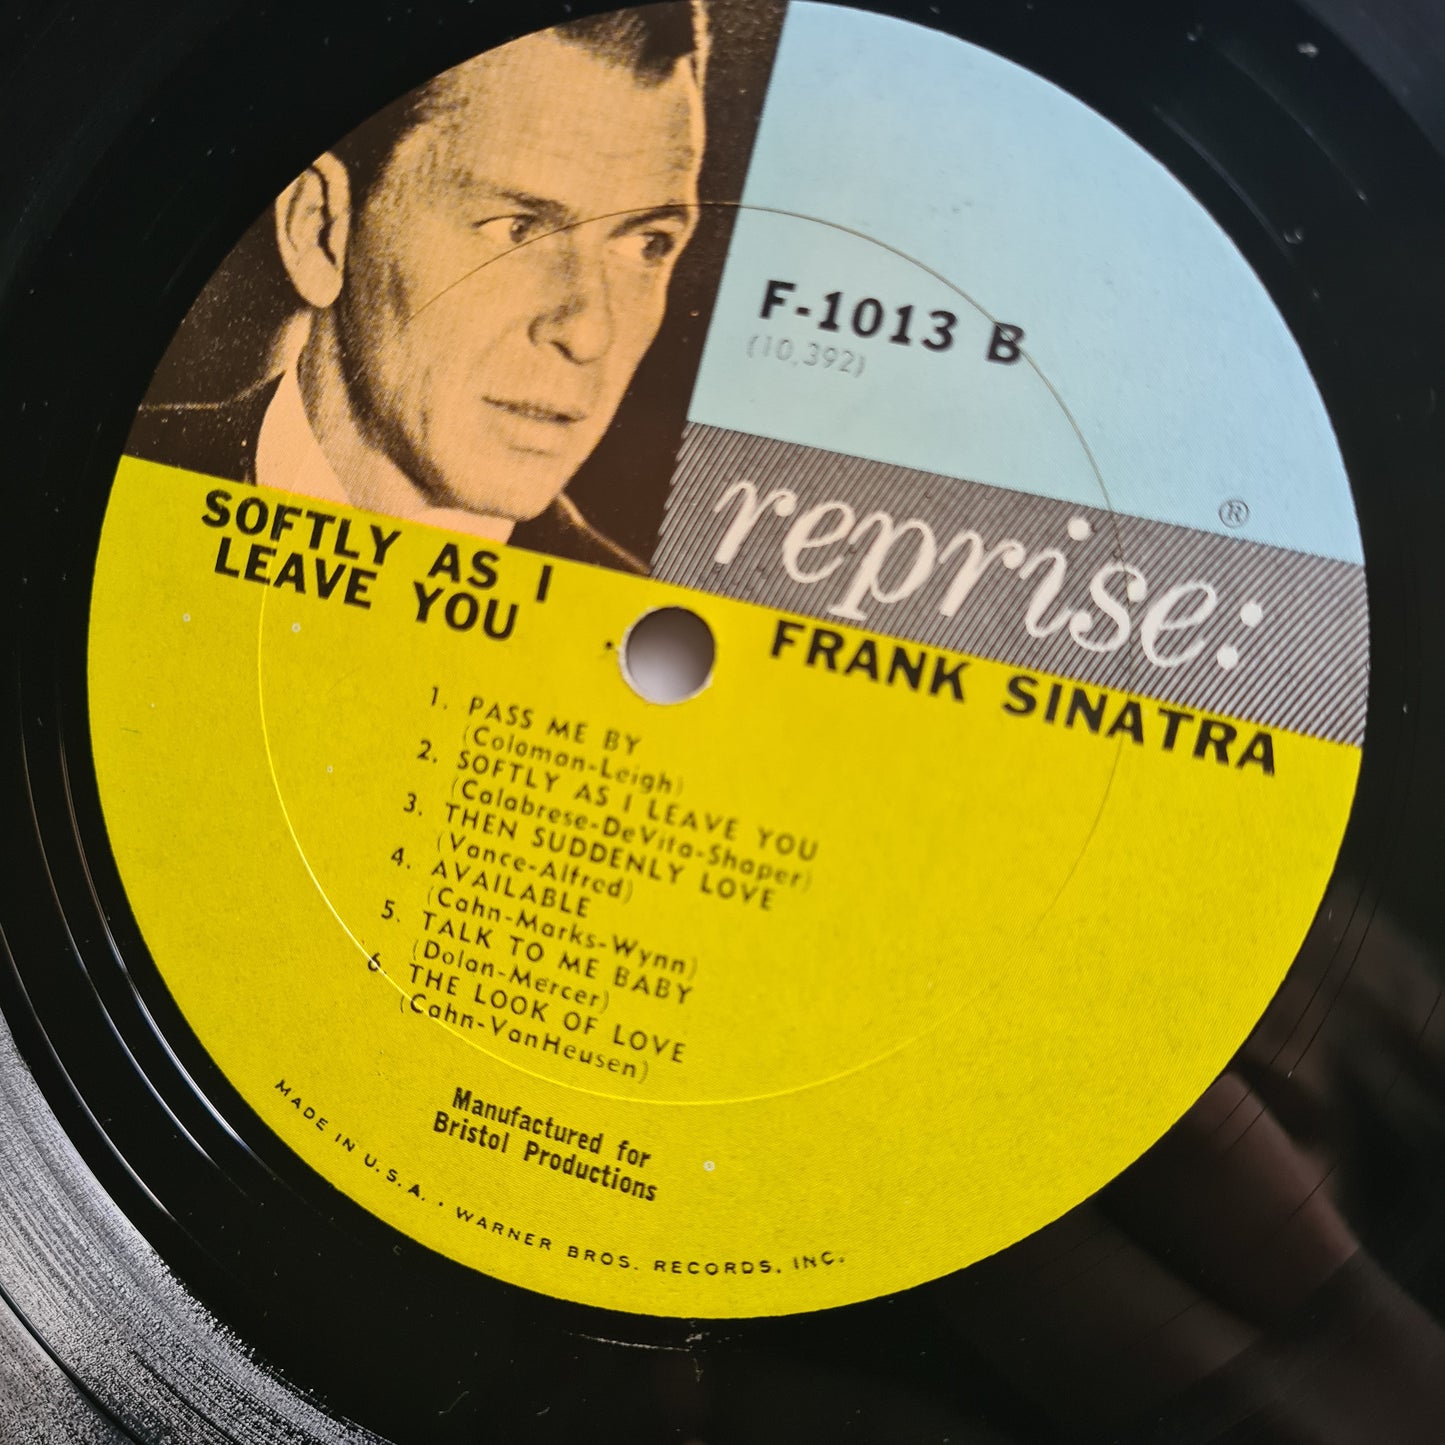 F-1013 B
(10,392)
reprise:
®
SOFTLY AS I
LEAVE YOU
FRANK SINATRA
1. PASS ME BY
(Coloman-Leigh)
2. SOFTLY AS I LEAVE YOU
(Calabrese-DeVita-Shaper)
3. THEN SUDDENLY LOVE
(Vance-Alfred)
4. AVAILABLE
(Cahn-Marks-Wynn)
5. TALK TO ME BABY
(Dolan-Mercer)
6. THE LOOK OF LOVE
(Cahn-VanHeusen)
Manufactured for
Bristol Productions
MADE IN U.S.A. · WARNER BROS. RECORDS, INC.